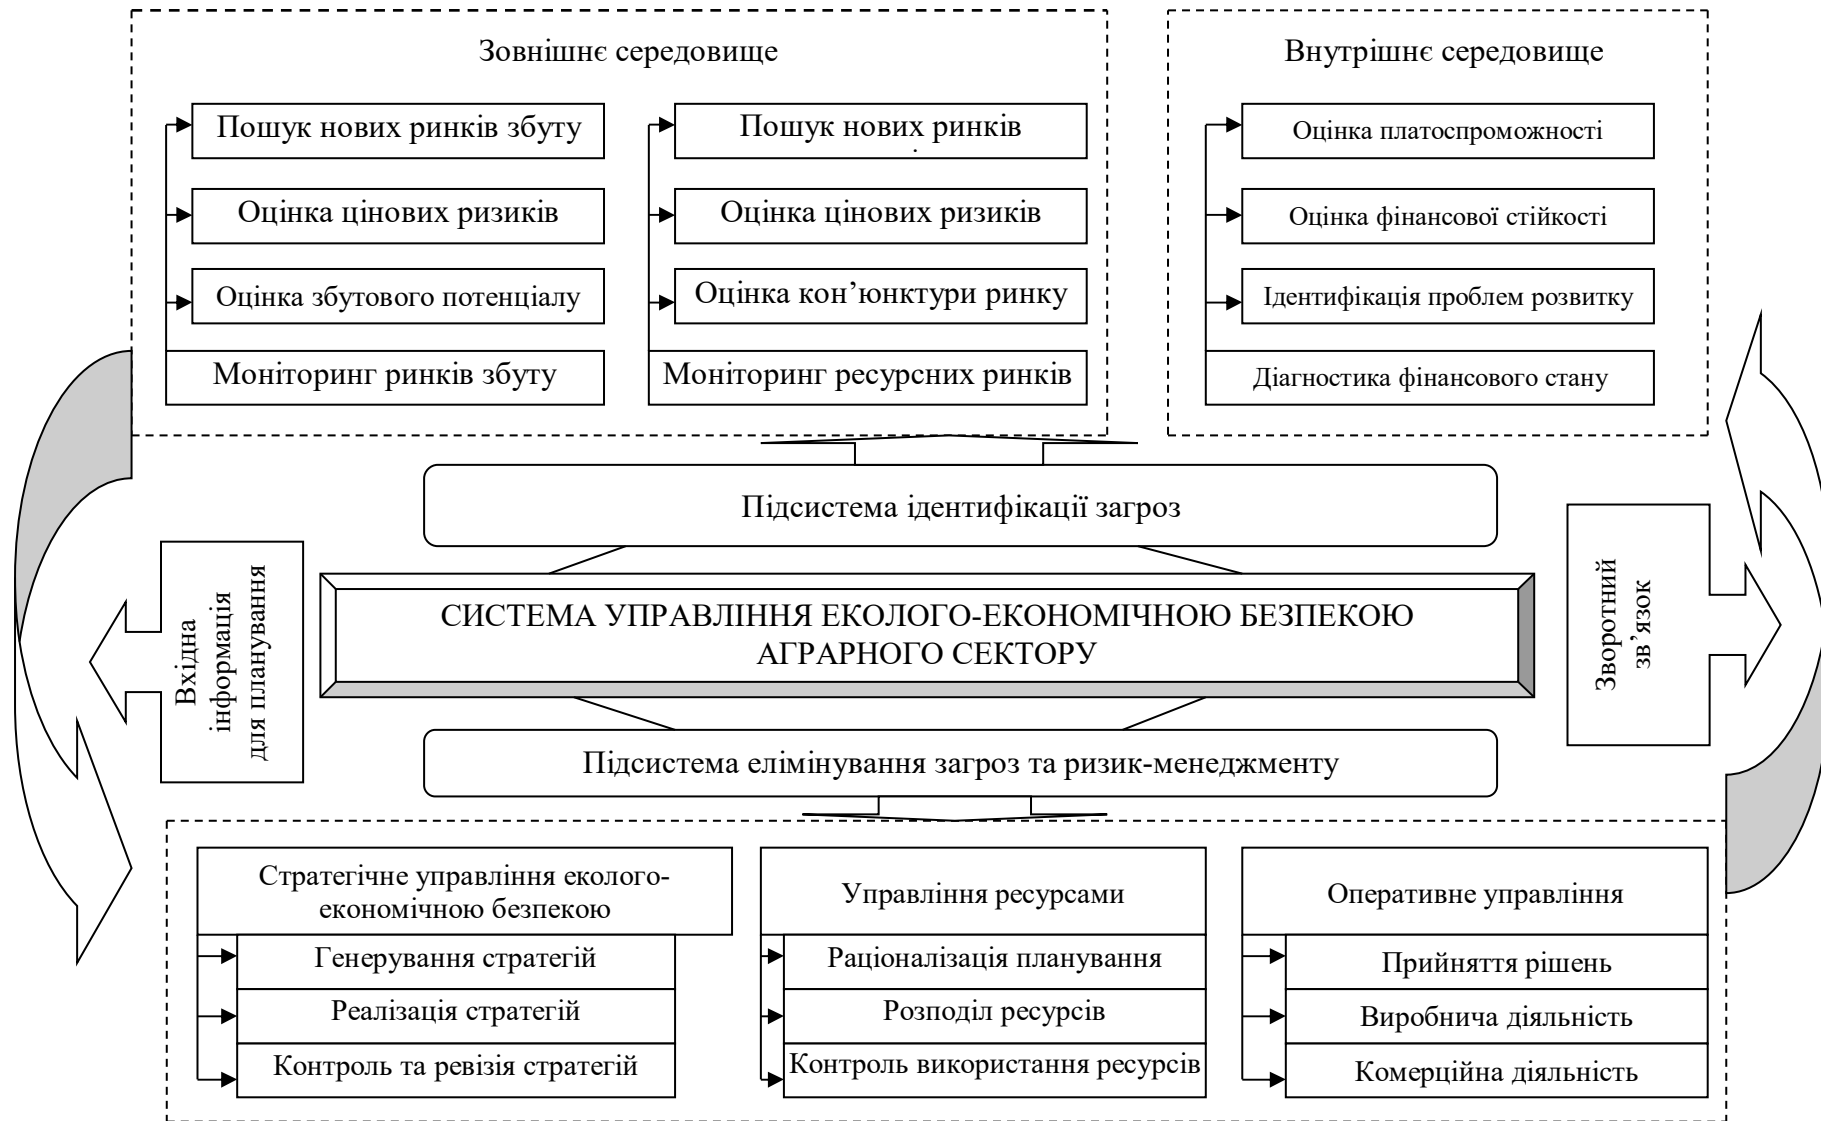 Зовнішнє середовище
Пошук нових ринків збуту
Оцінка цінових ризиків
Оцінка збутового потенціалу
Моніторинг ринків збуту
Пошук нових ринків
Оцінка цінових ризиків
Оцінка кон’юнктури ринку
Моніторинг ресурсних ринків
Внутрішнє середовище
Оцінка платоспроможності
Оцінка фінансової стійкості
Ідентифікація проблем розвитку
Діагностика фінансового стану
Підсистема ідентифікації загроз
Вхідна
інформація
для планування
СИСТЕМА УПРАВЛІННЯ ЕКОЛОГО-ЕКОНОМІЧНОЮ БЕЗПЕКОЮ
АГРАРНОГО СЕКТОРУ
Зворотний
зв’язок
Підсистема елімінування загроз та ризик-менеджменту
Стратегічне управління еколого-
економічною безпекою
Генерування стратегій
Реалізація стратегій
Контроль та ревізія стратегій
Управління ресурсами
Раціоналізація планування
Розподіл ресурсів
Контроль використання ресурсів
Оперативне управління
Прийняття рішень
Виробнича діяльність
Комерційна діяльність